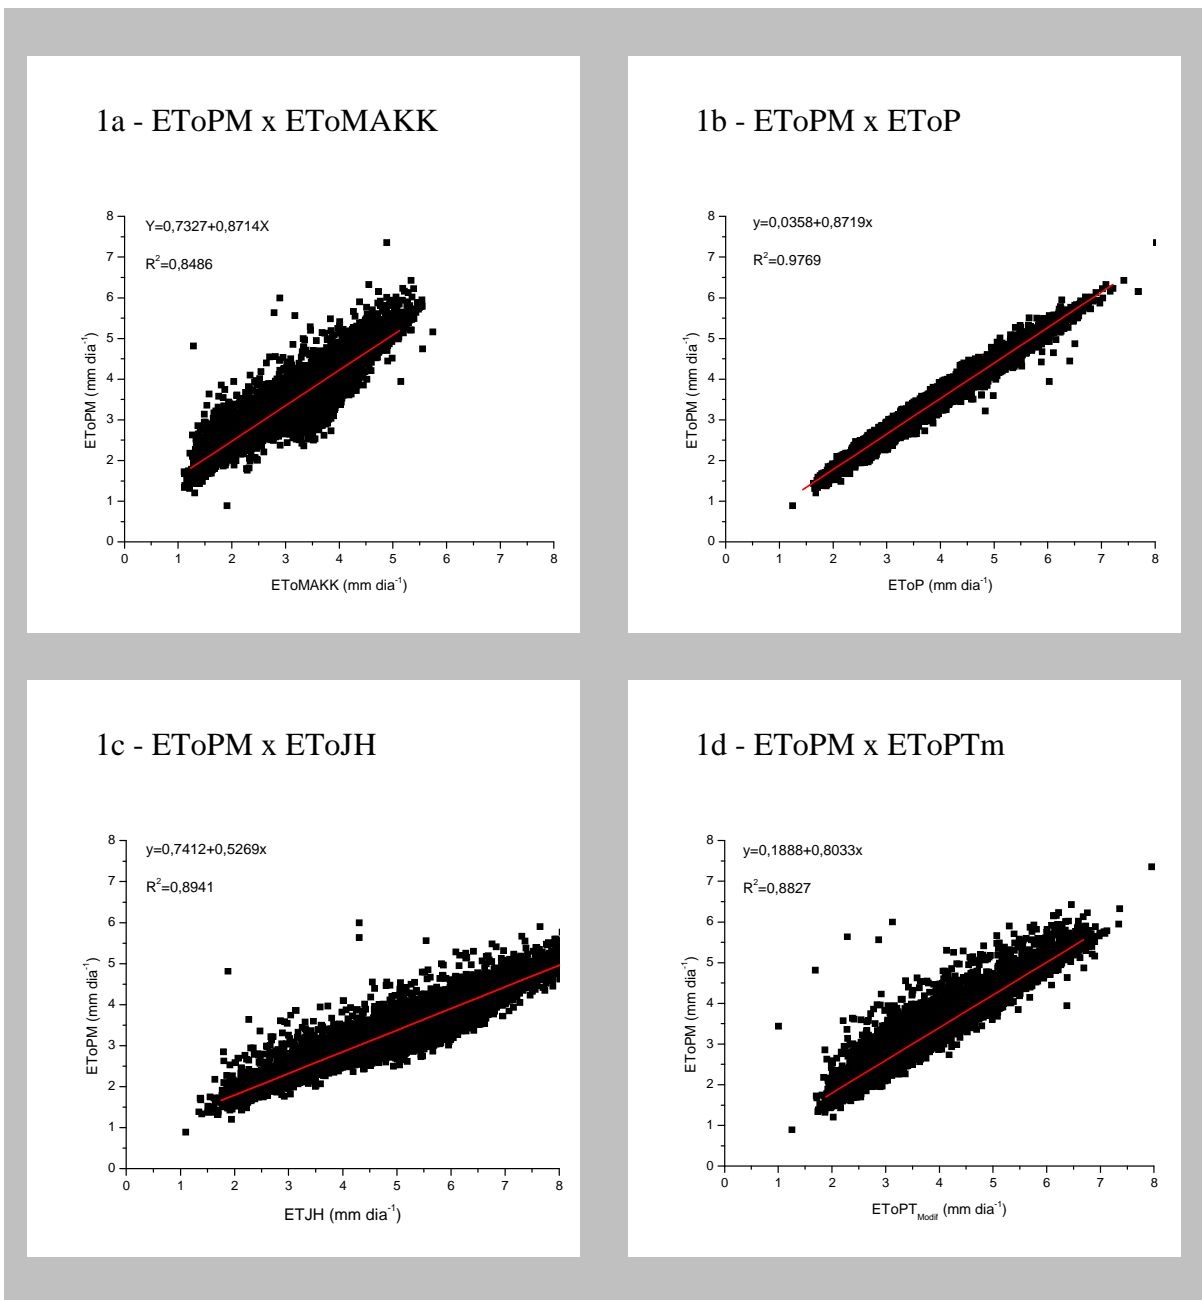 1a - EToPM x EToMAKK
Y=0,7327+0,8714X
R²=0,8486
EToPM (mm dia⁻¹)
8
7
6
5
4
3
2
1
0
0 1 2 3 4 5 6 7 8
EToMAKK (mm dia⁻¹)
1b - EToPM x EToP
y=0,0358+0,8719x
R²=0.9769
EToPM (mm dia⁻¹)
8
7
6
5
4
3
2
1
0
0 1 2 3 4 5 6 7 8
EToP (mm dia⁻¹)
1c - EToPM x EToJH
y=0,7412+0,5269x
R²=0,8941
EToPM (mm dia⁻¹)
8
7
6
5
4
3
2
1
0
0 1 2 3 4 5 6 7 8
ETJH (mm dia⁻¹)
1d - EToPM x EToPTm
y=0,1888+0,8033x
R²=0,8827
EToPM (mm dia⁻¹)
8
7
6
5
4
3
2
1
0
0 1 2 3 4 5 6 7 8
EToPT Modif (mm dia⁻¹)